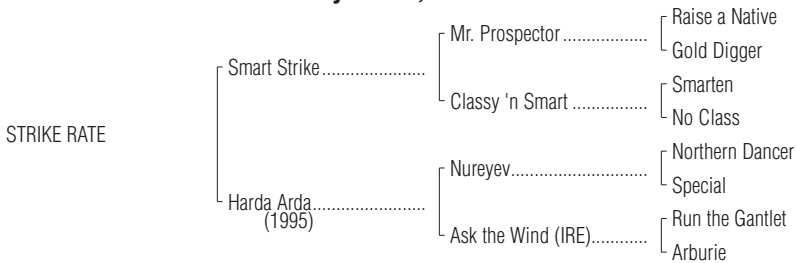 Raise a Native
Mr. Prospector...................
Gold Digger
Smart Strike.......................
Smarten
Classy 'n Smart.................
No Class
STRIKE RATE
Northern Dancer
Nureyev..............................
Special
Harda Arda.........................
(1995)
Run the Gantlet
Ask the Wind (IRE)............
Arburie